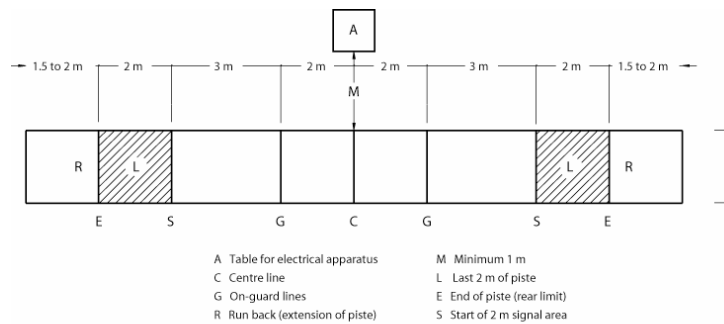 A
1.5 to 2 m 2 m 3 m 2 m 2 m 3 m 2 m 1.5 to 2 m
M
R L L R
E S G C G S E
A Table for electrical apparatus
C Centre line
G On-guard lines
R Run back (extension of piste)
M Minimum 1 m
L Last 2 m of piste
E End of piste (rear limit)
S Start of 2 m signal area